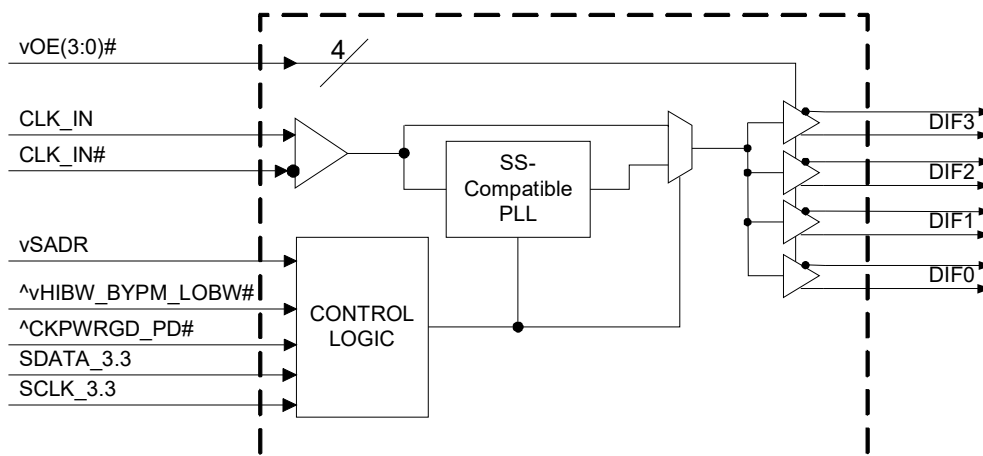 vOE(3:0)#
4
CLK_IN
CLK_IN#
DIF3
DIF2
DIF1
DIF0
SS-
Compatible
PLL
vSADR
^vHIBW_BYPM_LOBW#
^CKPWRGD_PD#
SDATA_3.3
SCLK_3.3
CONTROL
LOGIC